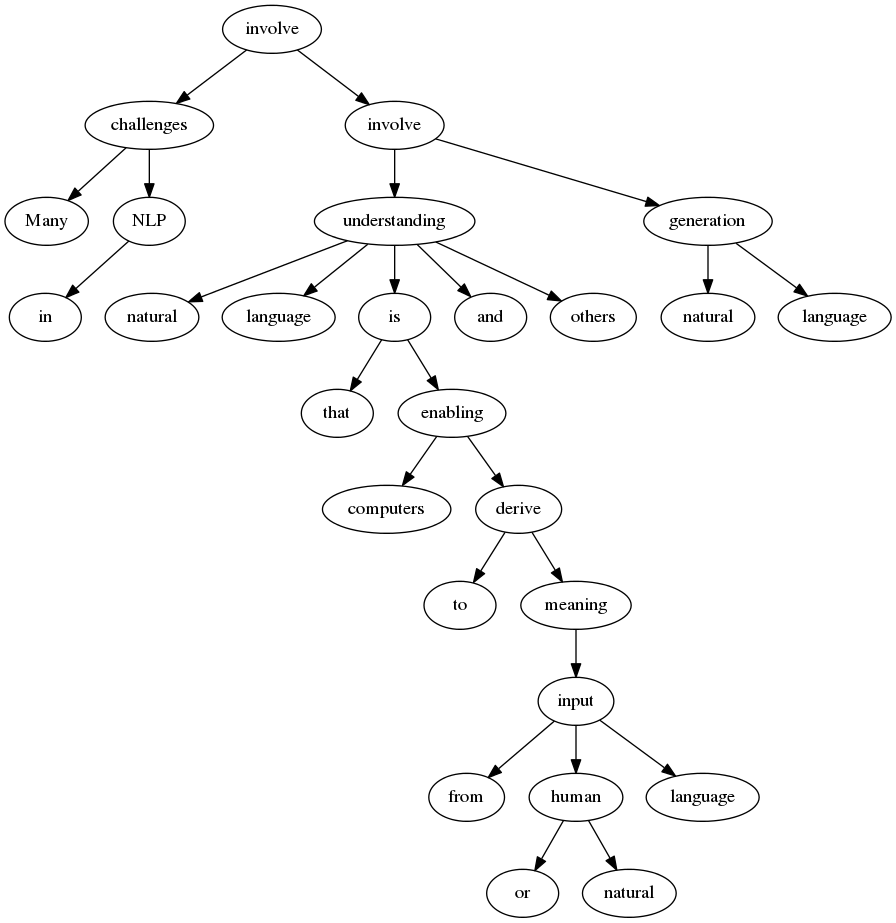 involve
challenges involve
Many NLP understanding generation
in natural language is and others natural language
that enabling
computers derive
to meaning
input
from human language
or natural